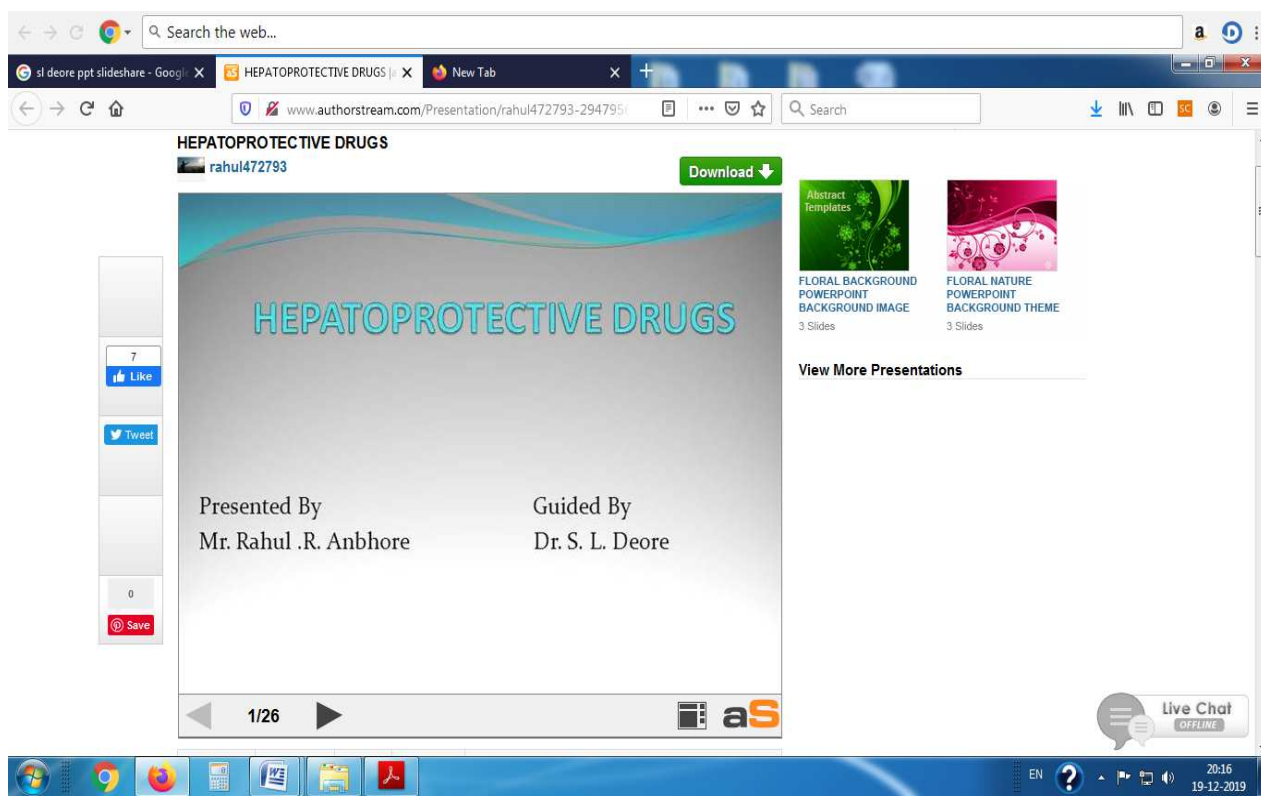 Search the web...
a
sl deore ppt slideshare - Googl
HEPATOPROTECTIVE DRUGS | a
New Tab
www.authorstream.com/Presentation/rahul472793-294795
Search
SC
HEPATOPROTECTIVE DRUGS
rahul472793
Download
HEPATOPROTECTIVE DRUGS
Presented By
Guided By
Mr. Rahul .R. Anbhore
Dr. S. L. Deore
1/26
aS
7
Like
Tweet
0
Save
Abstract
Templates
FLORAL BACKGROUND
POWERPOINT
BACKGROUND IMAGE
3 Slides
FLORAL NATURE
POWERPOINT
BACKGROUND THEME
3 Slides
View More Presentations
Live Chat
OFFLINE
EN
20:16
19-12-2019